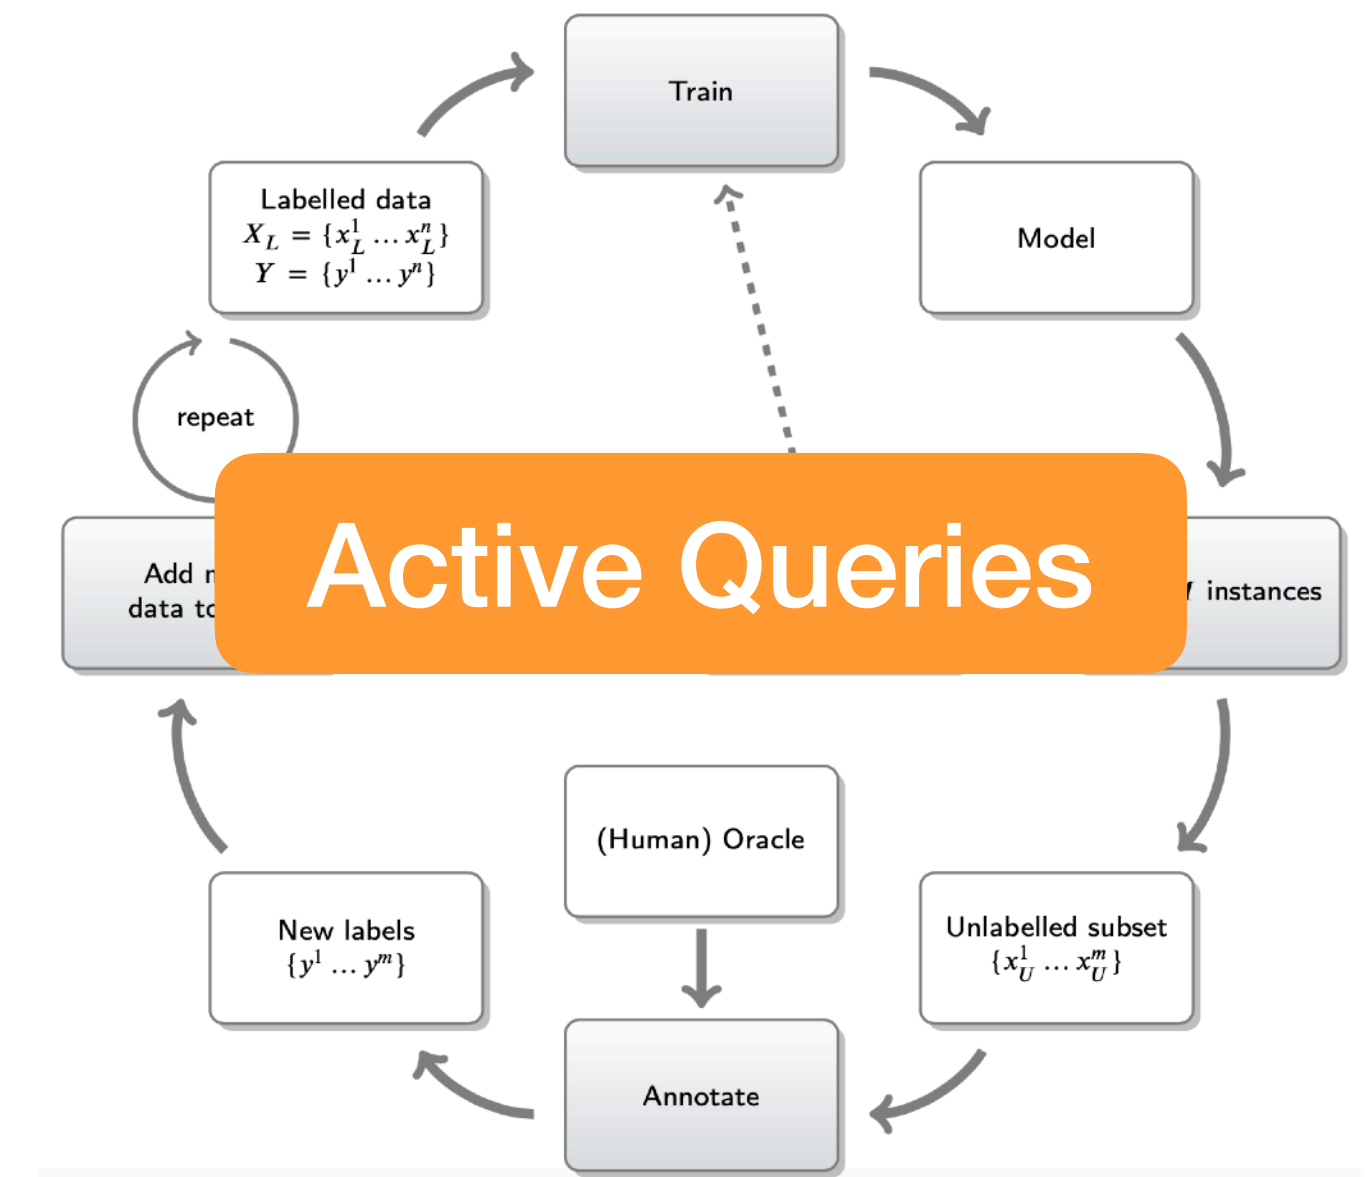 Train
Labelled data
X_L = {x_L^1 … x_L^n}
Y = {y^1 … y^n}
Model
repeat
Add
data to
Active Queries
instances
(Human) Oracle
New labels
{y^1 … y^m}
Unlabelled subset
{x_U^1 … x_U^m}
Annotate